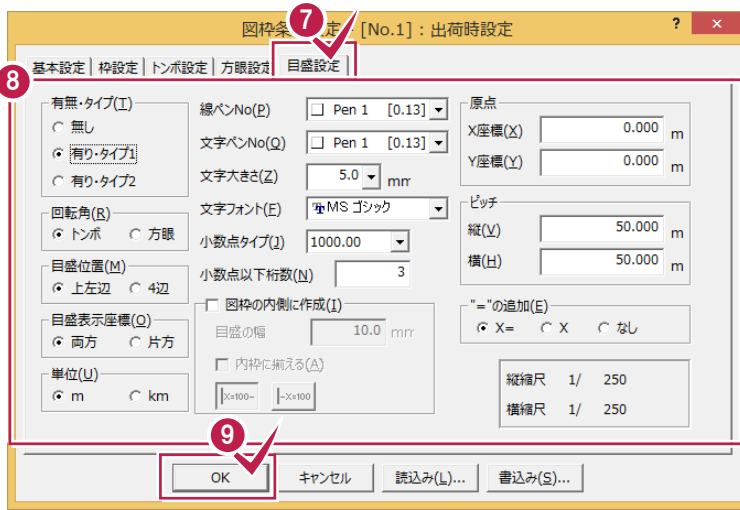 7
図枠条 定 - [No.1]：出荷時設定 ? ×
基本設定 枠設定 トンボ設定 方眼設定 目盛設定
8
有無・タイプ(T)
無し
有り・タイプ1
有り・タイプ2
回転角(R)
トンボ 方眼
目盛位置(M)
上左辺 4辺
目盛表示座標(O)
両方 片方
単位(U)
m km
線ペンNo(P) Pen 1 [0.13]
文字ペンNo(Q) Pen 1 [0.13]
文字大きさ(Z) 5.0 mm
文字フォント(F) MS ゴシック
小数点タイプ(J) 1000.00
小数点以下桁数(N) 3
図枠の内側に作成(I)
目盛の幅 10.0 mm
内枠に揃える(A)
X=100- -X=100
原点
X座標(X) 0.000 m
Y座標(Y) 0.000 m
ピッチ
縦(V) 50.000 m
横(H) 50.000 m
"="の追加(E)
X= X なし
縦縮尺 1/ 250
横縮尺 1/ 250
9
OK キャンセル 読込み(L)... 書込み(S)...